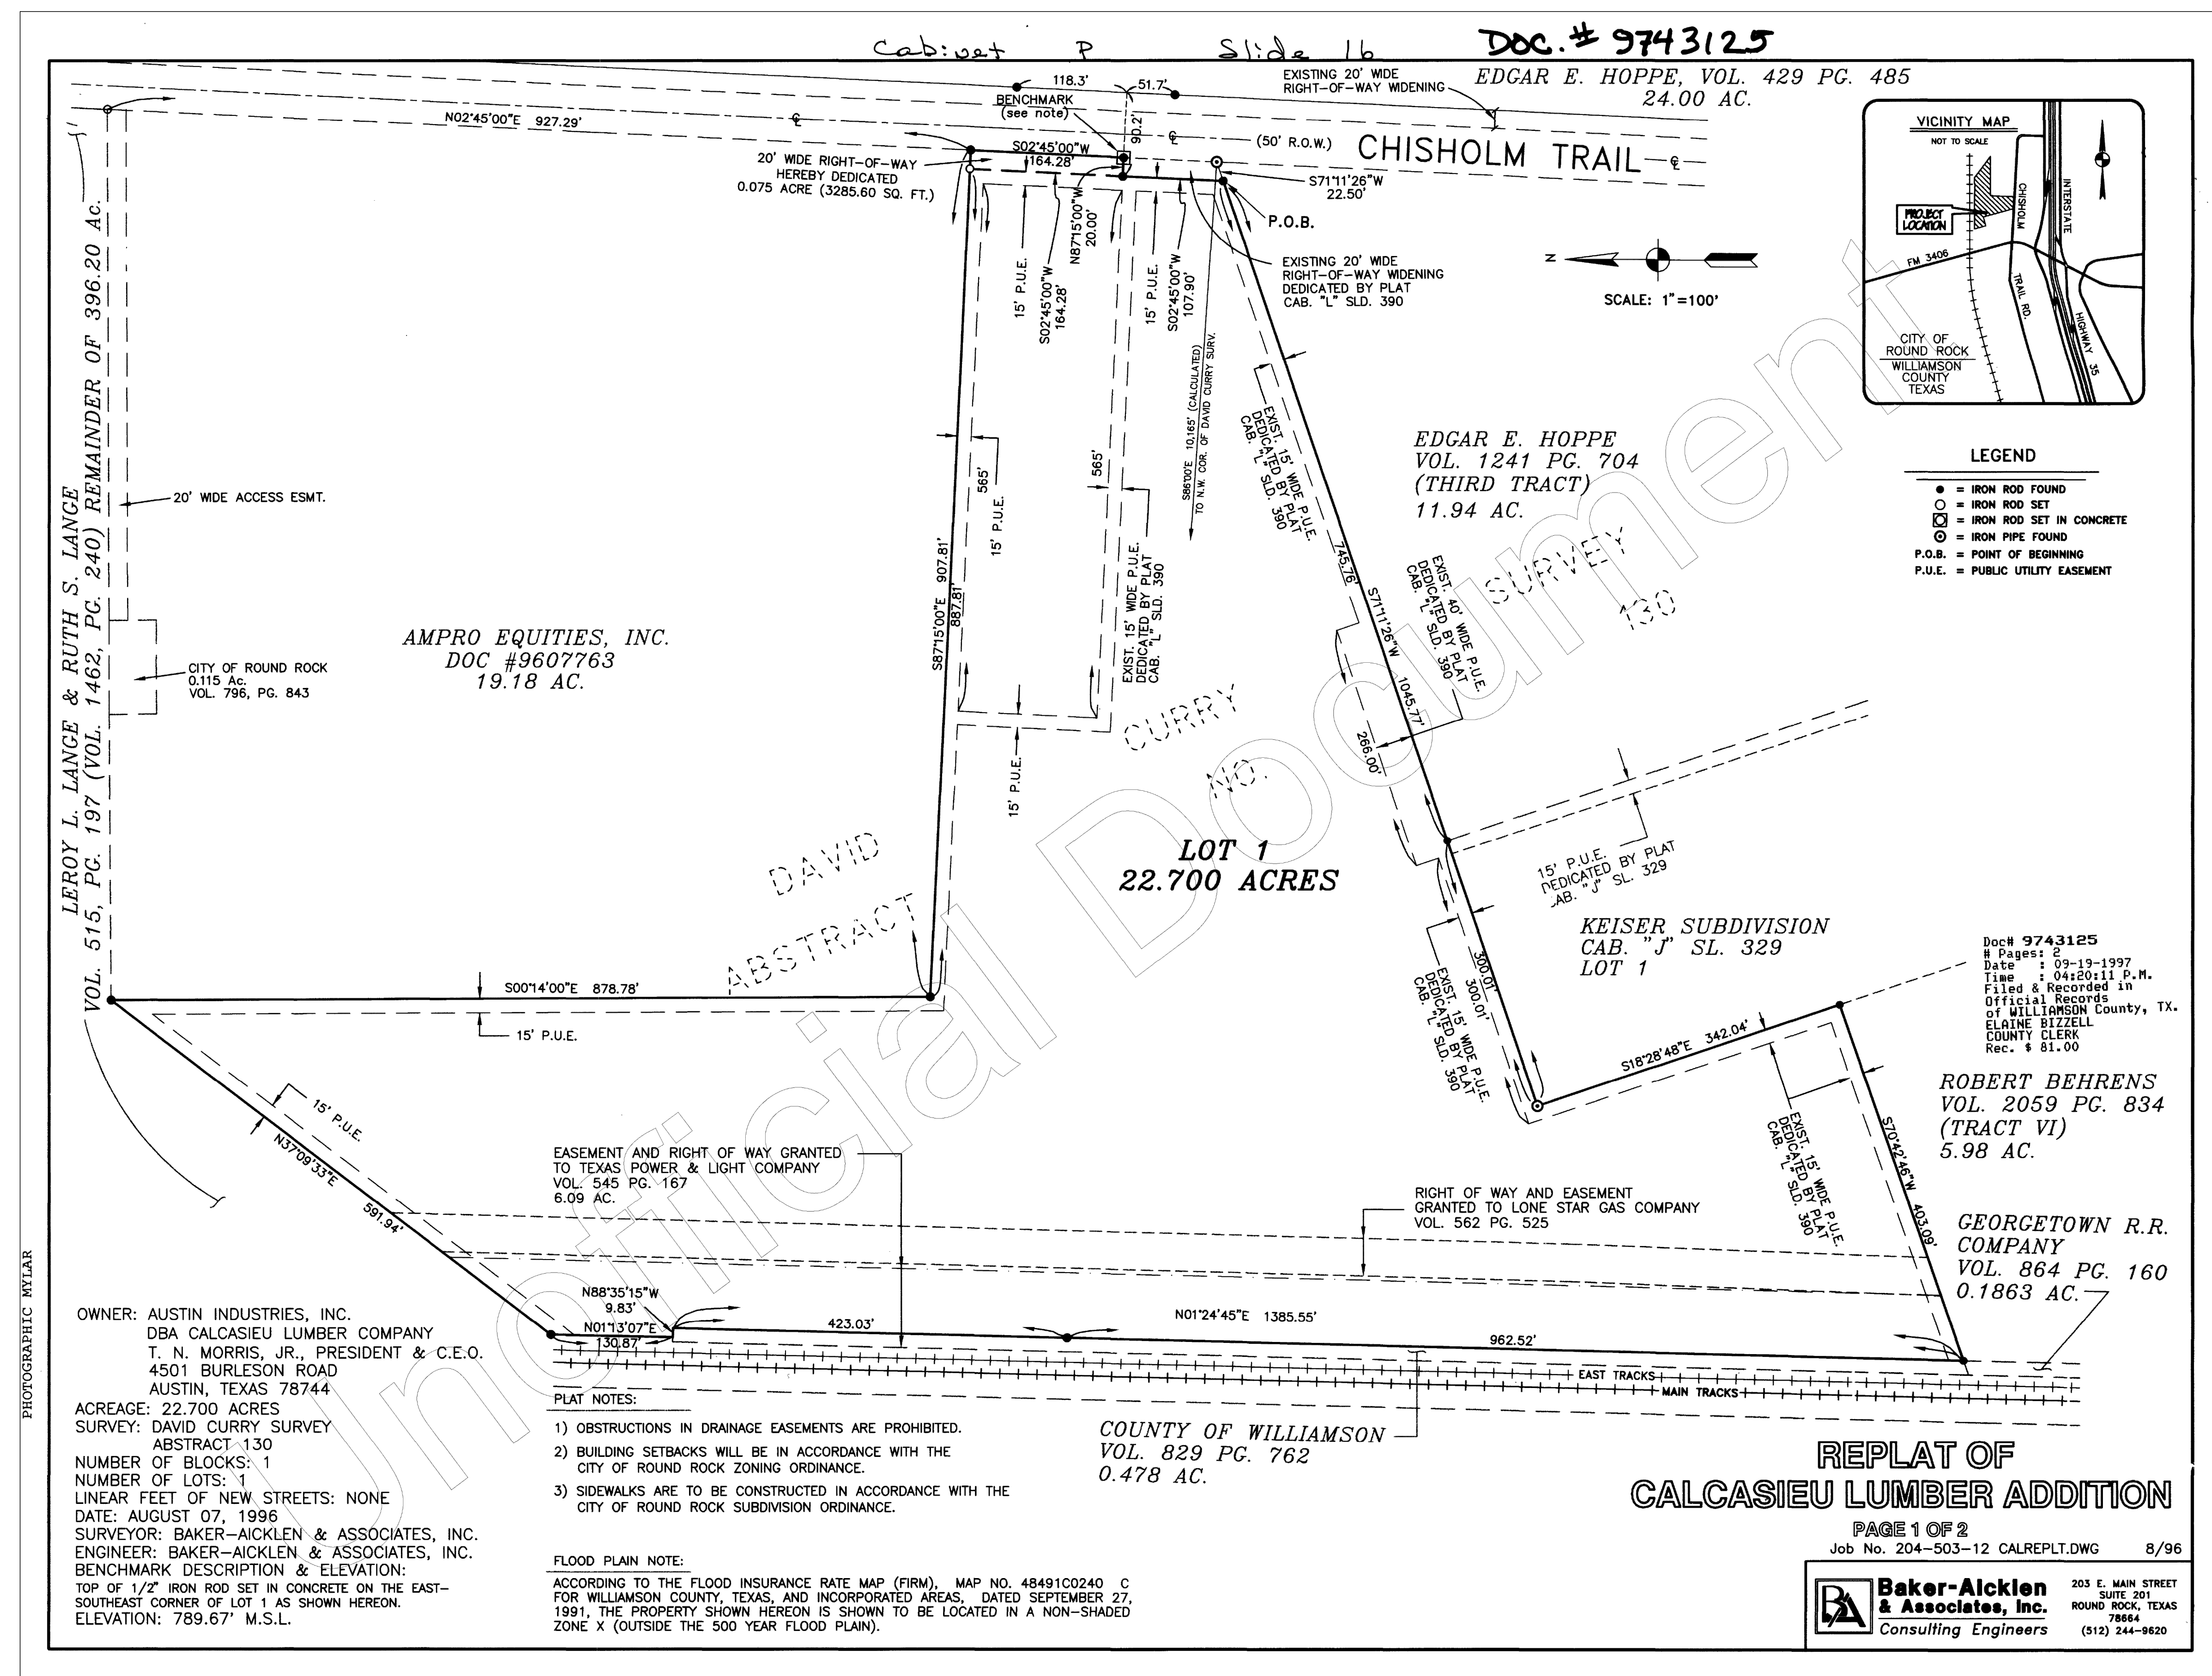 Cabinet P Slide 16
DOC.# 9743125
EXISTING 20' WIDE
RIGHT-OF-WAY WIDENING
EDGAR E. HOPPE, VOL. 429 PG. 485
24.00 AC.
118.3'
51.7'
BENCHMARK
(see note)
90.2'
N02°45'00"E 927.29'
℄
℄
(50' R.O.W.)
CHISHOLM TRAIL
℄
S02°45'00"W
164.28'
20' WIDE RIGHT-OF-WAY
HEREBY DEDICATED
0.075 ACRE (3285.60 SQ. FT.)
S71°11'26"W
22.50'
P.O.B.
15' P.U.E.
S02°45'00"W
164.28'
N87°15'00"W
20.00'
15' P.U.E.
S02°45'00"W
107.90'
EXISTING 20' WIDE
RIGHT-OF-WAY WIDENING
DEDICATED BY PLAT
CAB. "L" SLD. 390
N
SCALE: 1"=100'
VICINITY MAP
NOT TO SCALE
PROJECT
LOCATION
CHISHOLM
TRAIL RD.
INTERSTATE
HIGHWAY 35
FM 3406
CITY OF
ROUND ROCK
WILLIAMSON
COUNTY
TEXAS
LEGEND
= IRON ROD FOUND
= IRON ROD SET
= IRON ROD SET IN CONCRETE
= IRON PIPE FOUND
P.O.B. = POINT OF BEGINNING
P.U.E. = PUBLIC UTILITY EASEMENT
LEROY L. LANGE & RUTH S. LANGE
VOL. 515, PG. 197 (VOL. 1462, PG. 240) REMAINDER OF 396.20 Ac.
20' WIDE ACCESS ESMT.
CITY OF ROUND ROCK
0.115 Ac.
VOL. 796, PG. 843
AMPRO EQUITIES, INC.
DOC #9607763
19.18 AC.
S87°15'00"E 907.81'
887.81'
565'
15' P.U.E.
565'
EXIST. 15' WIDE P.U.E.
DEDICATED BY PLAT
CAB. "L" SLD. 390
S86°00'E 10,165' (CALCULATED)
TO N.W. COR. OF DAVID CURRY SURV.
EXIST. 15' WIDE P.U.E.
DEDICATED BY PLAT
CAB. "L" SLD. 390
EDGAR E. HOPPE
VOL. 1241 PG. 704
(THIRD TRACT)
11.94 AC.
745.76'
S71°11'26"W
1045.77'
EXIST. 40' WIDE P.U.E.
DEDICATED BY PLAT
CAB. "L" SLD. 390
266.00'
15' P.U.E.
DAVID
CURRY
SURVEY
ABSTRACT
NO.
130
LOT 1
22.700 ACRES
15' P.U.E.
DEDICATED BY PLAT
CAB. "J" SL. 329
KEISER SUBDIVISION
CAB. "J" SL. 329
LOT 1
300.01'
300.01'
EXIST. 15' WIDE P.U.E.
DEDICATED BY PLAT
CAB. "L" SLD. 390
Doc# 9743125
# Pages: 2
Date : 09-19-1997
Time : 04:20:11 P.M.
Filed & Recorded in
Official Records
of WILLIAMSON County, TX.
ELAINE BIZZELL
COUNTY CLERK
Rec. $ 81.00
S00°14'00"E 878.78'
15' P.U.E.
S18°28'48"E 342.04'
ROBERT BEHRENS
VOL. 2059 PG. 834
(TRACT VI)
5.98 AC.
EXIST. 15' WIDE P.U.E.
DEDICATED BY PLAT
CAB. "L" SLD. 390
S70°42'46"W 403.09'
15' P.U.E.
N37°09'33"E
591.94'
EASEMENT AND RIGHT OF WAY GRANTED
TO TEXAS POWER & LIGHT COMPANY
VOL. 545 PG. 167
6.09 AC.
RIGHT OF WAY AND EASEMENT
GRANTED TO LONE STAR GAS COMPANY
VOL. 562 PG. 525
GEORGETOWN R.R.
COMPANY
VOL. 864 PG. 160
0.1863 AC.
N88°35'15"W
9.83'
N01°13'07"E
130.87'
423.03'
N01°24'45"E 1385.55'
962.52'
EAST TRACKS
MAIN TRACKS
COUNTY OF WILLIAMSON
VOL. 829 PG. 762
0.478 AC.
OWNER: AUSTIN INDUSTRIES, INC.
DBA CALCASIEU LUMBER COMPANY
T. N. MORRIS, JR., PRESIDENT & C.E.O.
4501 BURLESON ROAD
AUSTIN, TEXAS 78744
ACREAGE: 22.700 ACRES
SURVEY: DAVID CURRY SURVEY
ABSTRACT 130
NUMBER OF BLOCKS: 1
NUMBER OF LOTS: 1
LINEAR FEET OF NEW STREETS: NONE
DATE: AUGUST 07, 1996
SURVEYOR: BAKER-AICKLEN & ASSOCIATES, INC.
ENGINEER: BAKER-AICKLEN & ASSOCIATES, INC.
BENCHMARK DESCRIPTION & ELEVATION:
TOP OF 1/2" IRON ROD SET IN CONCRETE ON THE EAST-
SOUTHEAST CORNER OF LOT 1 AS SHOWN HEREON.
ELEVATION: 789.67' M.S.L.
PLAT NOTES:
1) OBSTRUCTIONS IN DRAINAGE EASEMENTS ARE PROHIBITED.
2) BUILDING SETBACKS WILL BE IN ACCORDANCE WITH THE
CITY OF ROUND ROCK ZONING ORDINANCE.
3) SIDEWALKS ARE TO BE CONSTRUCTED IN ACCORDANCE WITH THE
CITY OF ROUND ROCK SUBDIVISION ORDINANCE.
FLOOD PLAIN NOTE:
ACCORDING TO THE FLOOD INSURANCE RATE MAP (FIRM), MAP NO. 48491C0240 C
FOR WILLIAMSON COUNTY, TEXAS, AND INCORPORATED AREAS, DATED SEPTEMBER 27,
1991, THE PROPERTY SHOWN HEREON IS SHOWN TO BE LOCATED IN A NON-SHADED
ZONE X (OUTSIDE THE 500 YEAR FLOOD PLAIN).
REPLAT OF
CALCASIEU LUMBER ADDITION
PAGE 1 OF 2
Job No. 204-503-12 CALREPLT.DWG 8/96
BA
Baker-Aicklen
& Associates, Inc.
Consulting Engineers
203 E. MAIN STREET
SUITE 201
ROUND ROCK, TEXAS
78664
(512) 244-9620
PHOTOGRAPHIC MYLAR
Unofficial Document